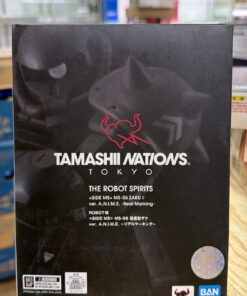 TAMASHII NATIONS
TOKYO
THE ROBOT SPIRITS
<SIDE MS> MS-06 ZAKU II
ver. A.N.I.M.E. -Real Marking-
ROBOT魂
<SIDE MS> MS-06 量産型ザク
ver. A.N.I.M.E. ～リアルマーキング～
BANDAI